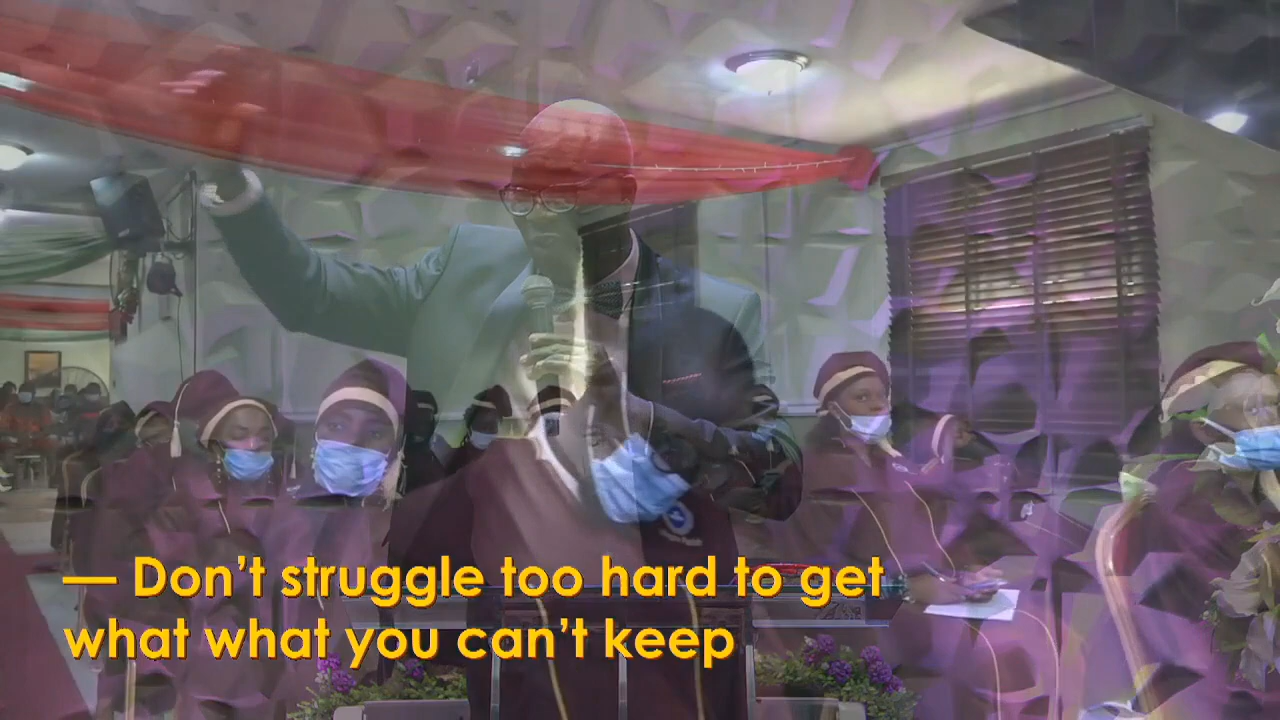 — Don't struggle too hard to get
what what you can't keep